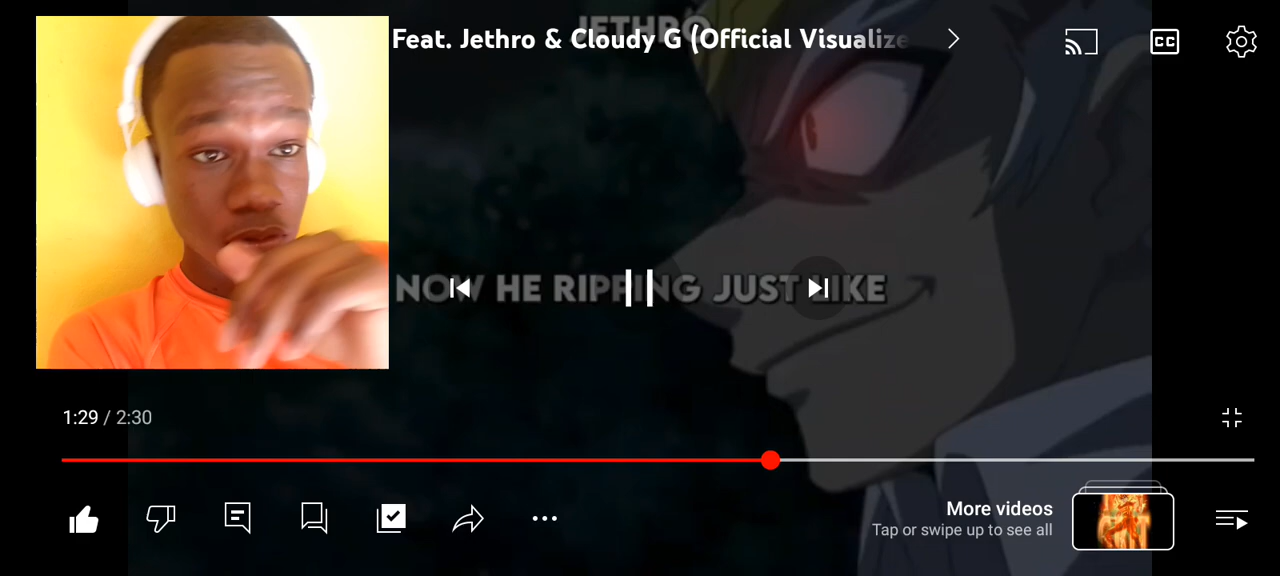 JETHRO
Feat. Jethro & Cloudy G (Official Visualize
CC
NOW HE RIPPING JUST LIKE
1:29 / 2:30
More videos
Tap or swipe up to see all